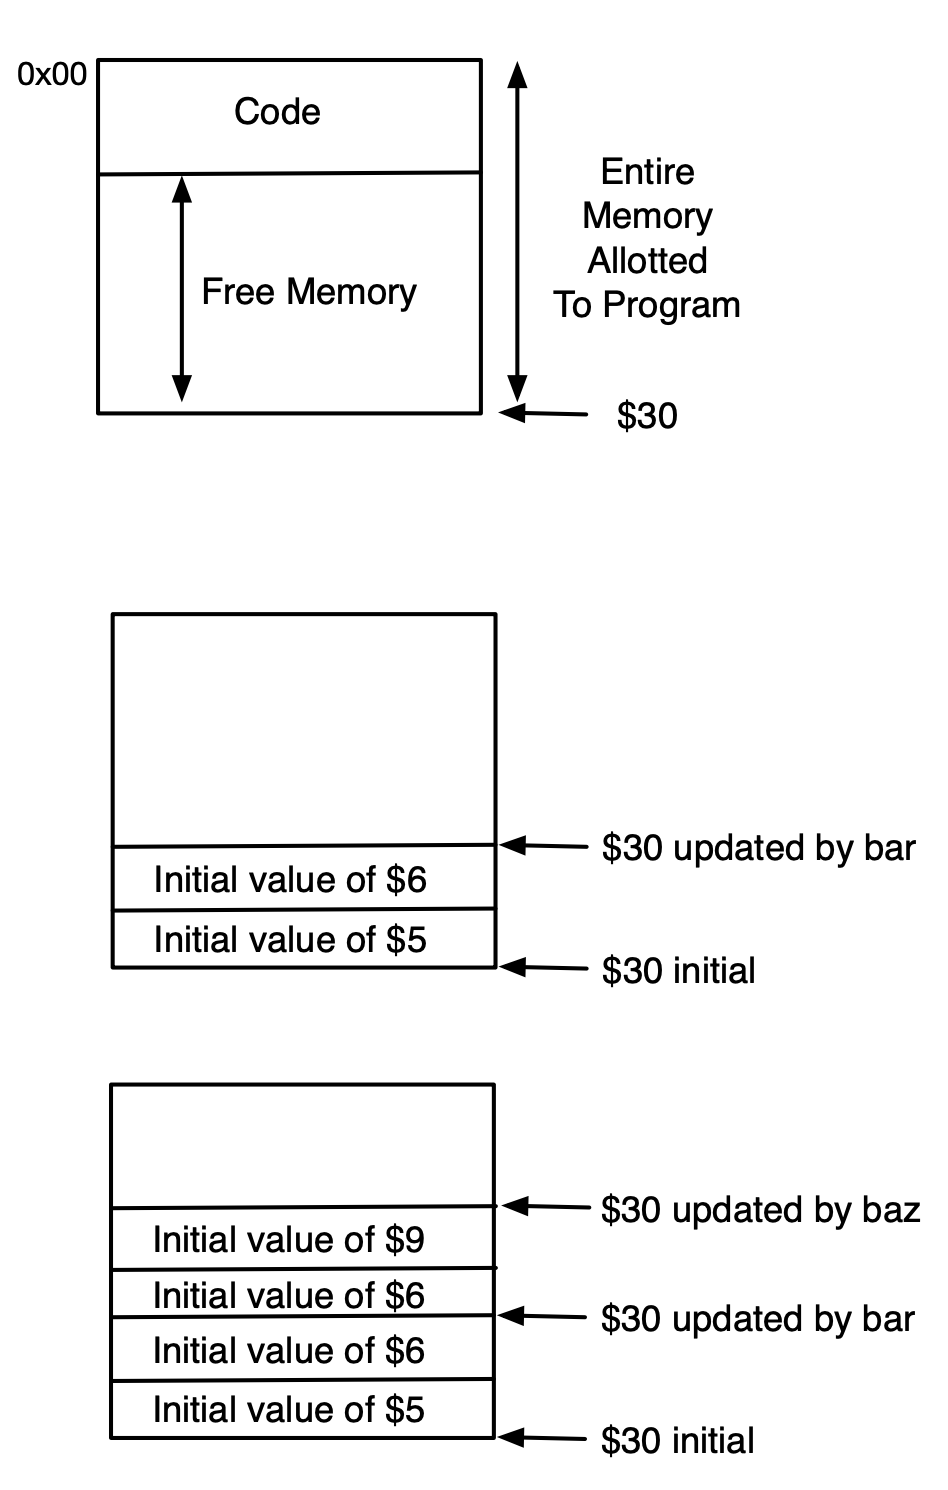 0x00
Code
Entire
Memory
Allotted
To Program
Free Memory
$30
$30 updated by bar
Initial value of $6
Initial value of $5
$30 initial
$30 updated by baz
Initial value of $9
Initial value of $6
$30 updated by bar
Initial value of $6
Initial value of $5
$30 initial